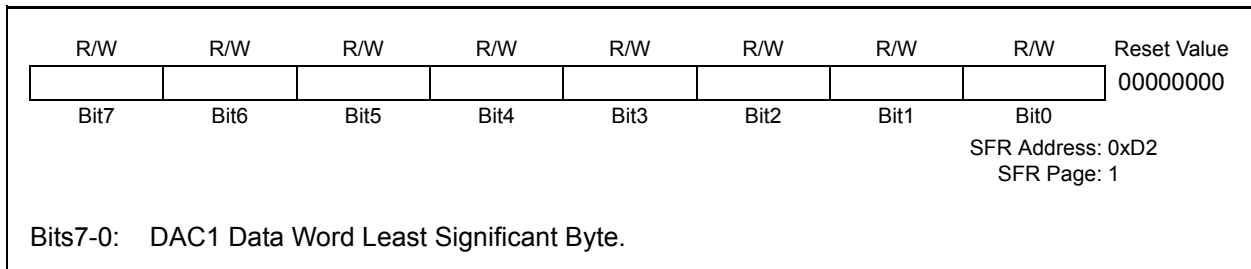 R/W R/W R/W R/W R/W R/W R/W R/W Reset Value
00000000
Bit7 Bit6 Bit5 Bit4 Bit3 Bit2 Bit1 Bit0
SFR Address: 0xD2
SFR Page: 1
Bits7-0: DAC1 Data Word Least Significant Byte.